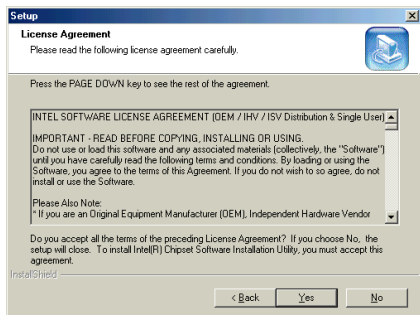 Setup
License Agreement
Please read the following license agreement carefully.
Press the PAGE DOWN key to see the rest of the agreement.
INTEL SOFTWARE LICENSE AGREEMENT (OEM / IHV / ISV Distribution & Single User)
IMPORTANT - READ BEFORE COPYING, INSTALLING OR USING.
Do not use or load this software and any associated materials (collectively, the "Software")
until you have carefully read the following terms and conditions. By loading or using the
Software, you agree to the terms of this Agreement. If you do not wish to so agree, do not
install or use the Software.
Please Also Note:
* If you are an Original Equipment Manufacturer (OEM), Independent Hardware Vendor
Do you accept all the terms of the preceding License Agreement? If you choose No, the
setup will close. To install Intel(R) Chipset Software Installation Utility, you must accept this
agreement.
InstallShield
< Back Yes No